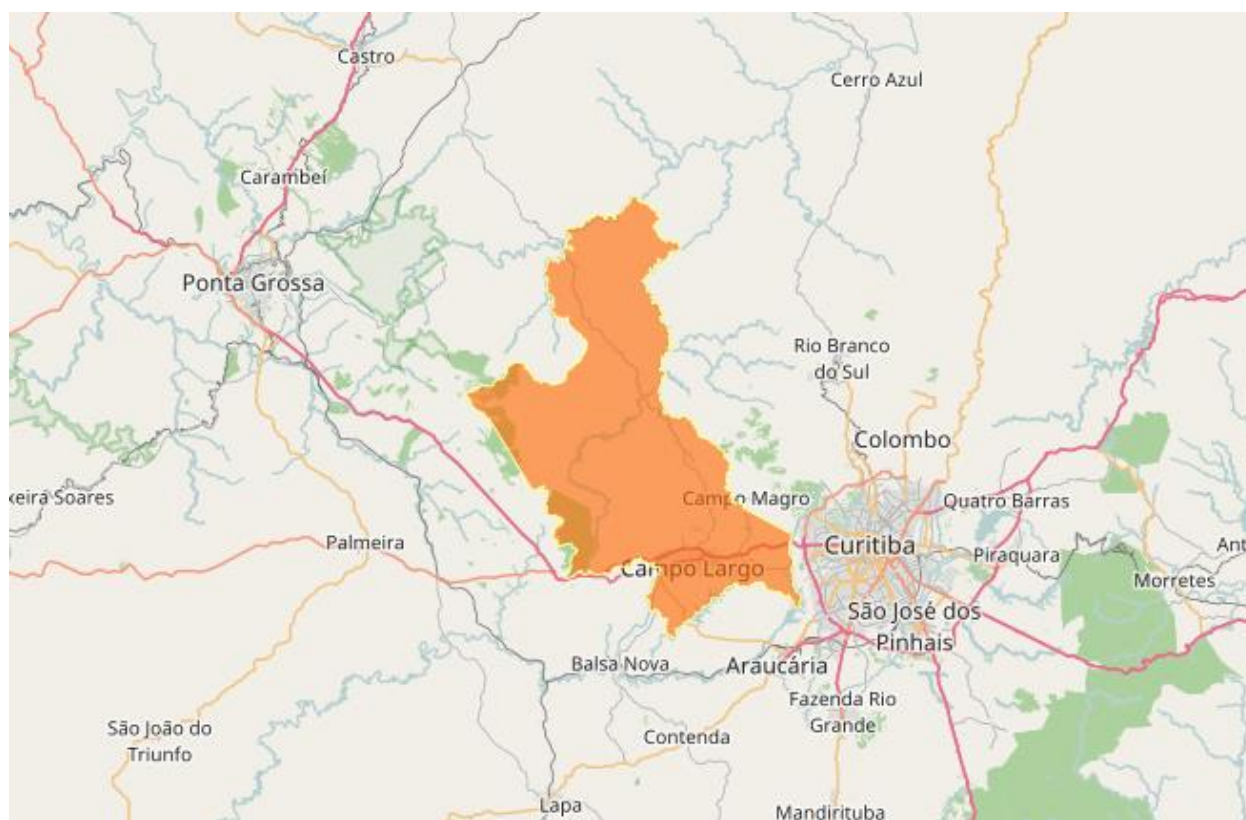 Castro
Cerro Azul
Carambeí
Ponta Grossa
Rio Branco
do Sul
Colombo
eixeira Soares
Campo Magro
Quatro Barras
Palmeira
Curitiba
Piraquara
Ant
Campo Largo
Morretes
São José dos
Pinhais
Balsa Nova
Araucária
Fazenda Rio
Grande
São João do
Triunfo
Contenda
Lapa
Mandirituba